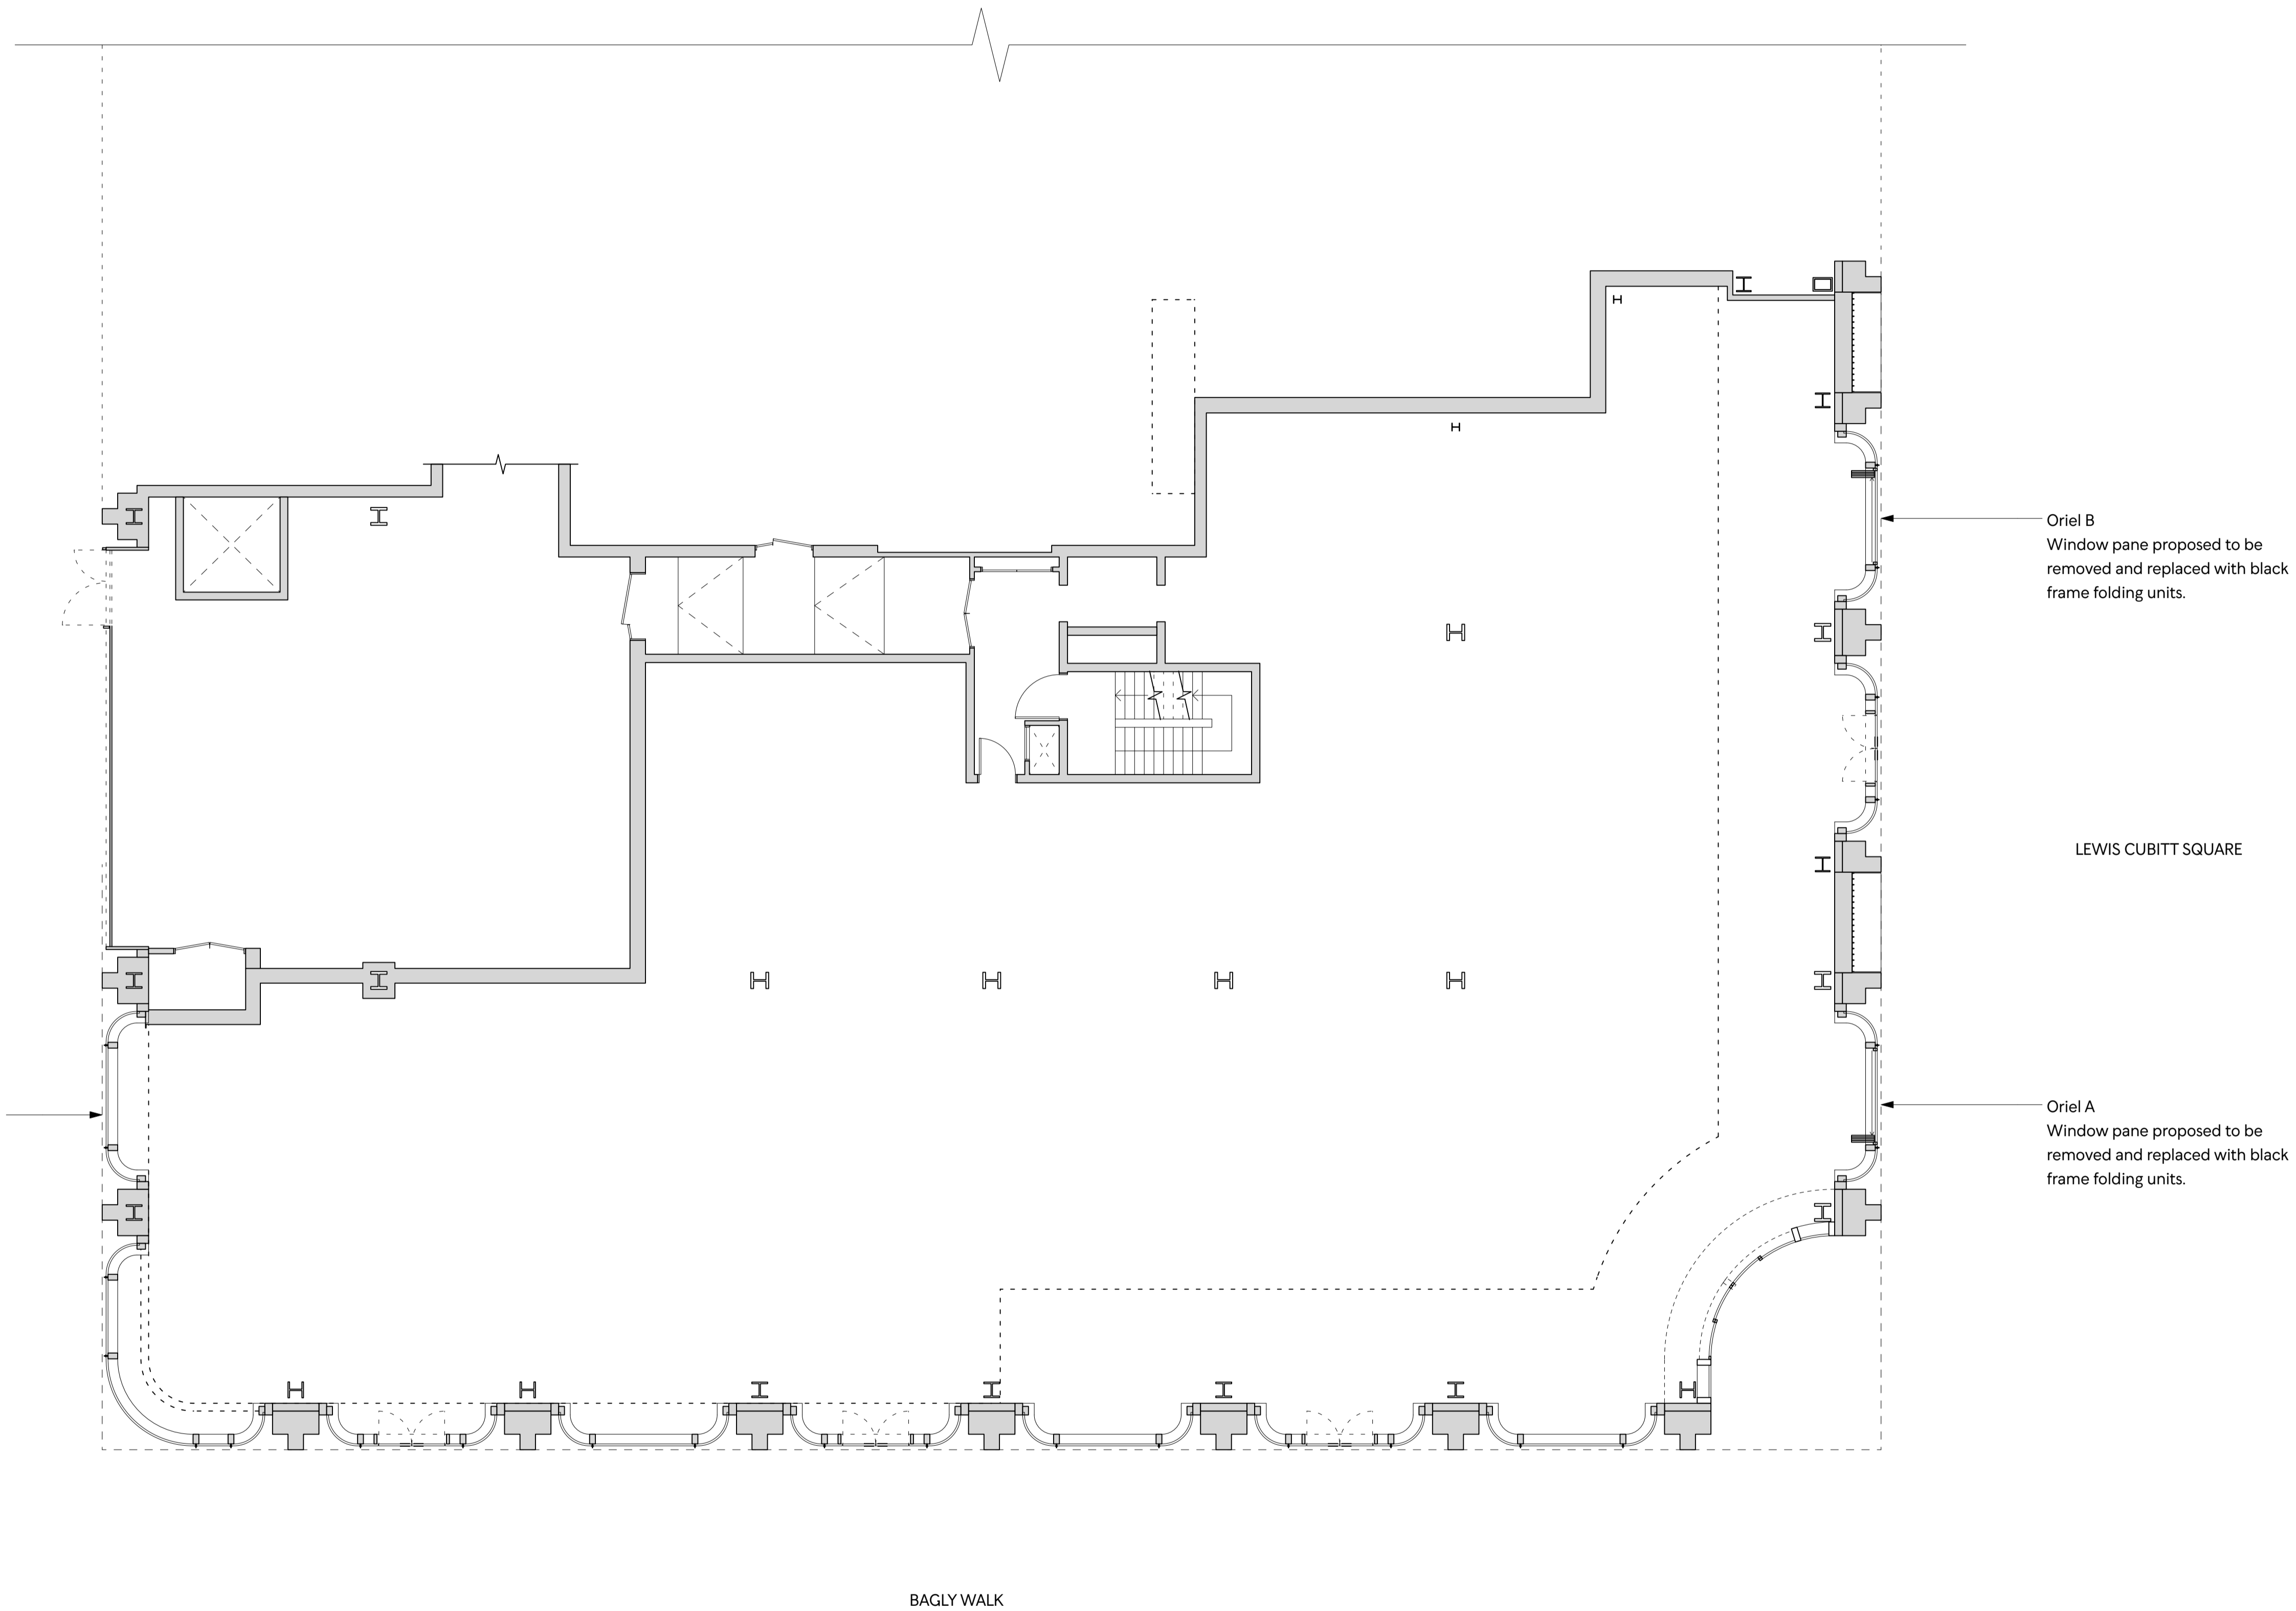 Oriel B
Window pane proposed to be
removed and replaced with black
frame folding units.
LEWIS CUBITT SQUARE
Oriel A
Window pane proposed to be
removed and replaced with black
frame folding units.
BAGLY WALK